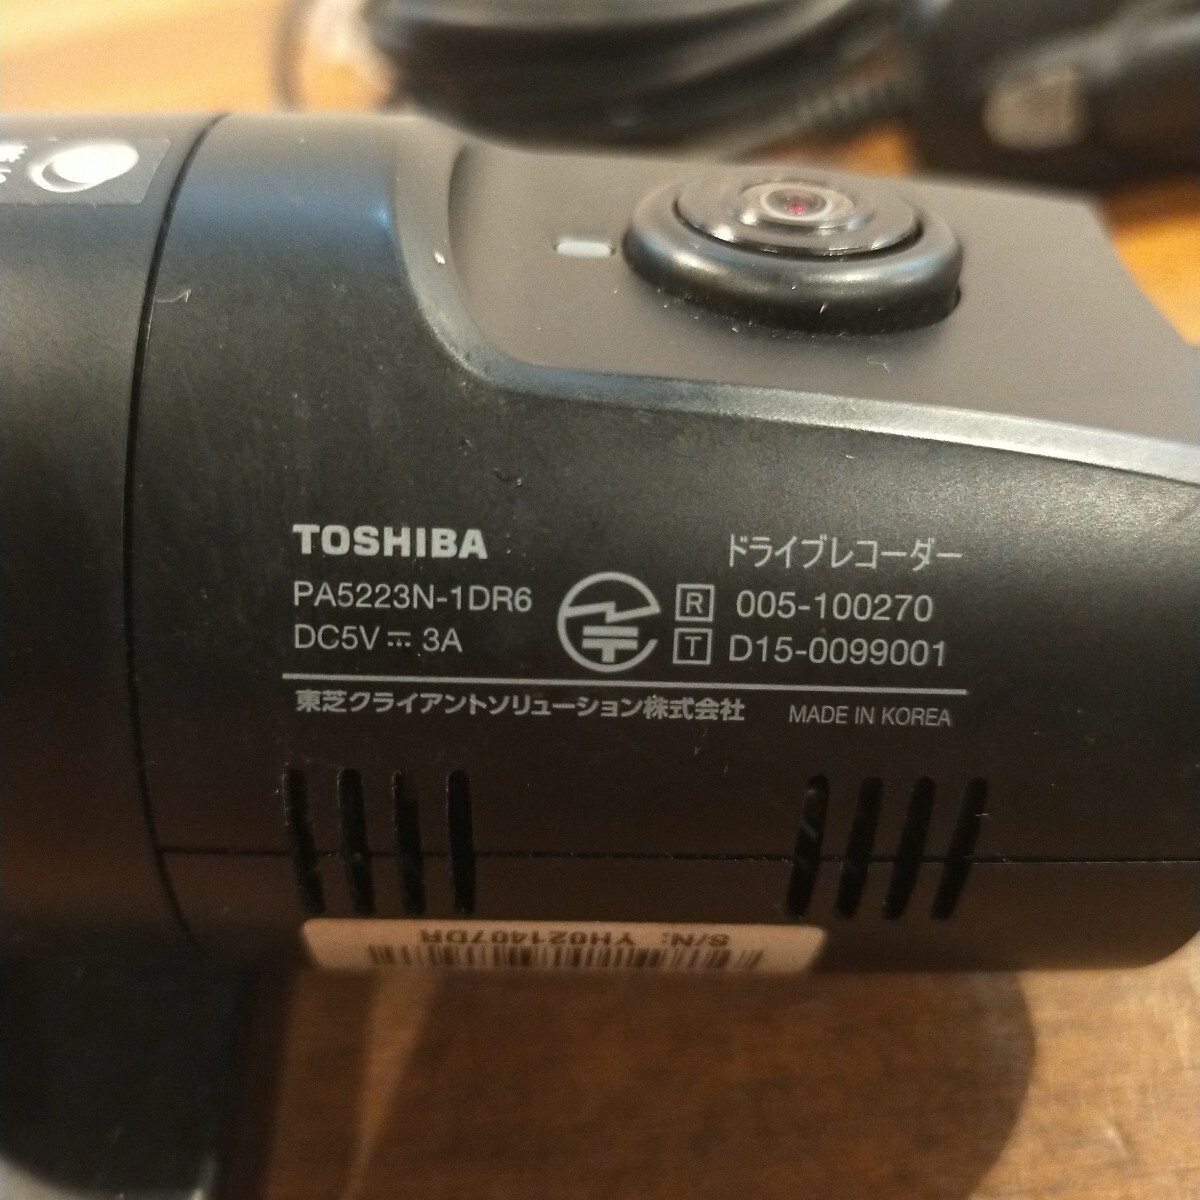 TOSHIBA
ドライブレコーダー
PA5223N-1DR6
R 005-100270
DC5V ⎓ 3A
T D15-0099001
東芝クライアントソリューション株式会社
MADE IN KOREA
S/N: YH021407DR